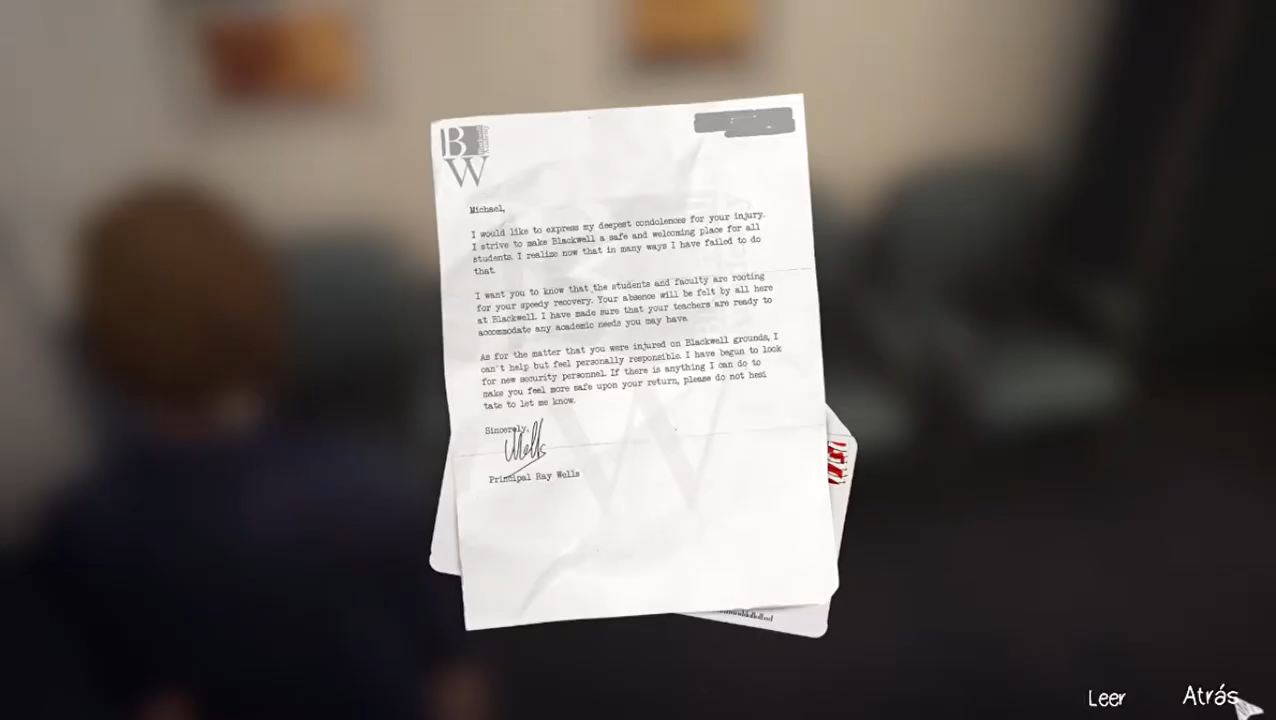 B
W
Blackwell
Academy
Michael,
I would like to express my deepest condolences for your injury.
I strive to make Blackwell a safe and welcoming place for all
students. I realize now that in many ways I have failed to do
that.
I want you to know that the students and faculty are rooting
for your speedy recovery. Your absence will be felt by all here
at Blackwell. I have made sure that your teachers are ready to
accommodate any academic needs you may have.
As for the matter that you were injured on Blackwell grounds, I
can't help but feel personally responsible. I have begun to look
for new security personnel. If there is anything I can do to
make you feel more safe upon your return, please do not hesi
tate to let me know.
Sincerely,
Wells
Principal Ray Wells
Leer
Atrás